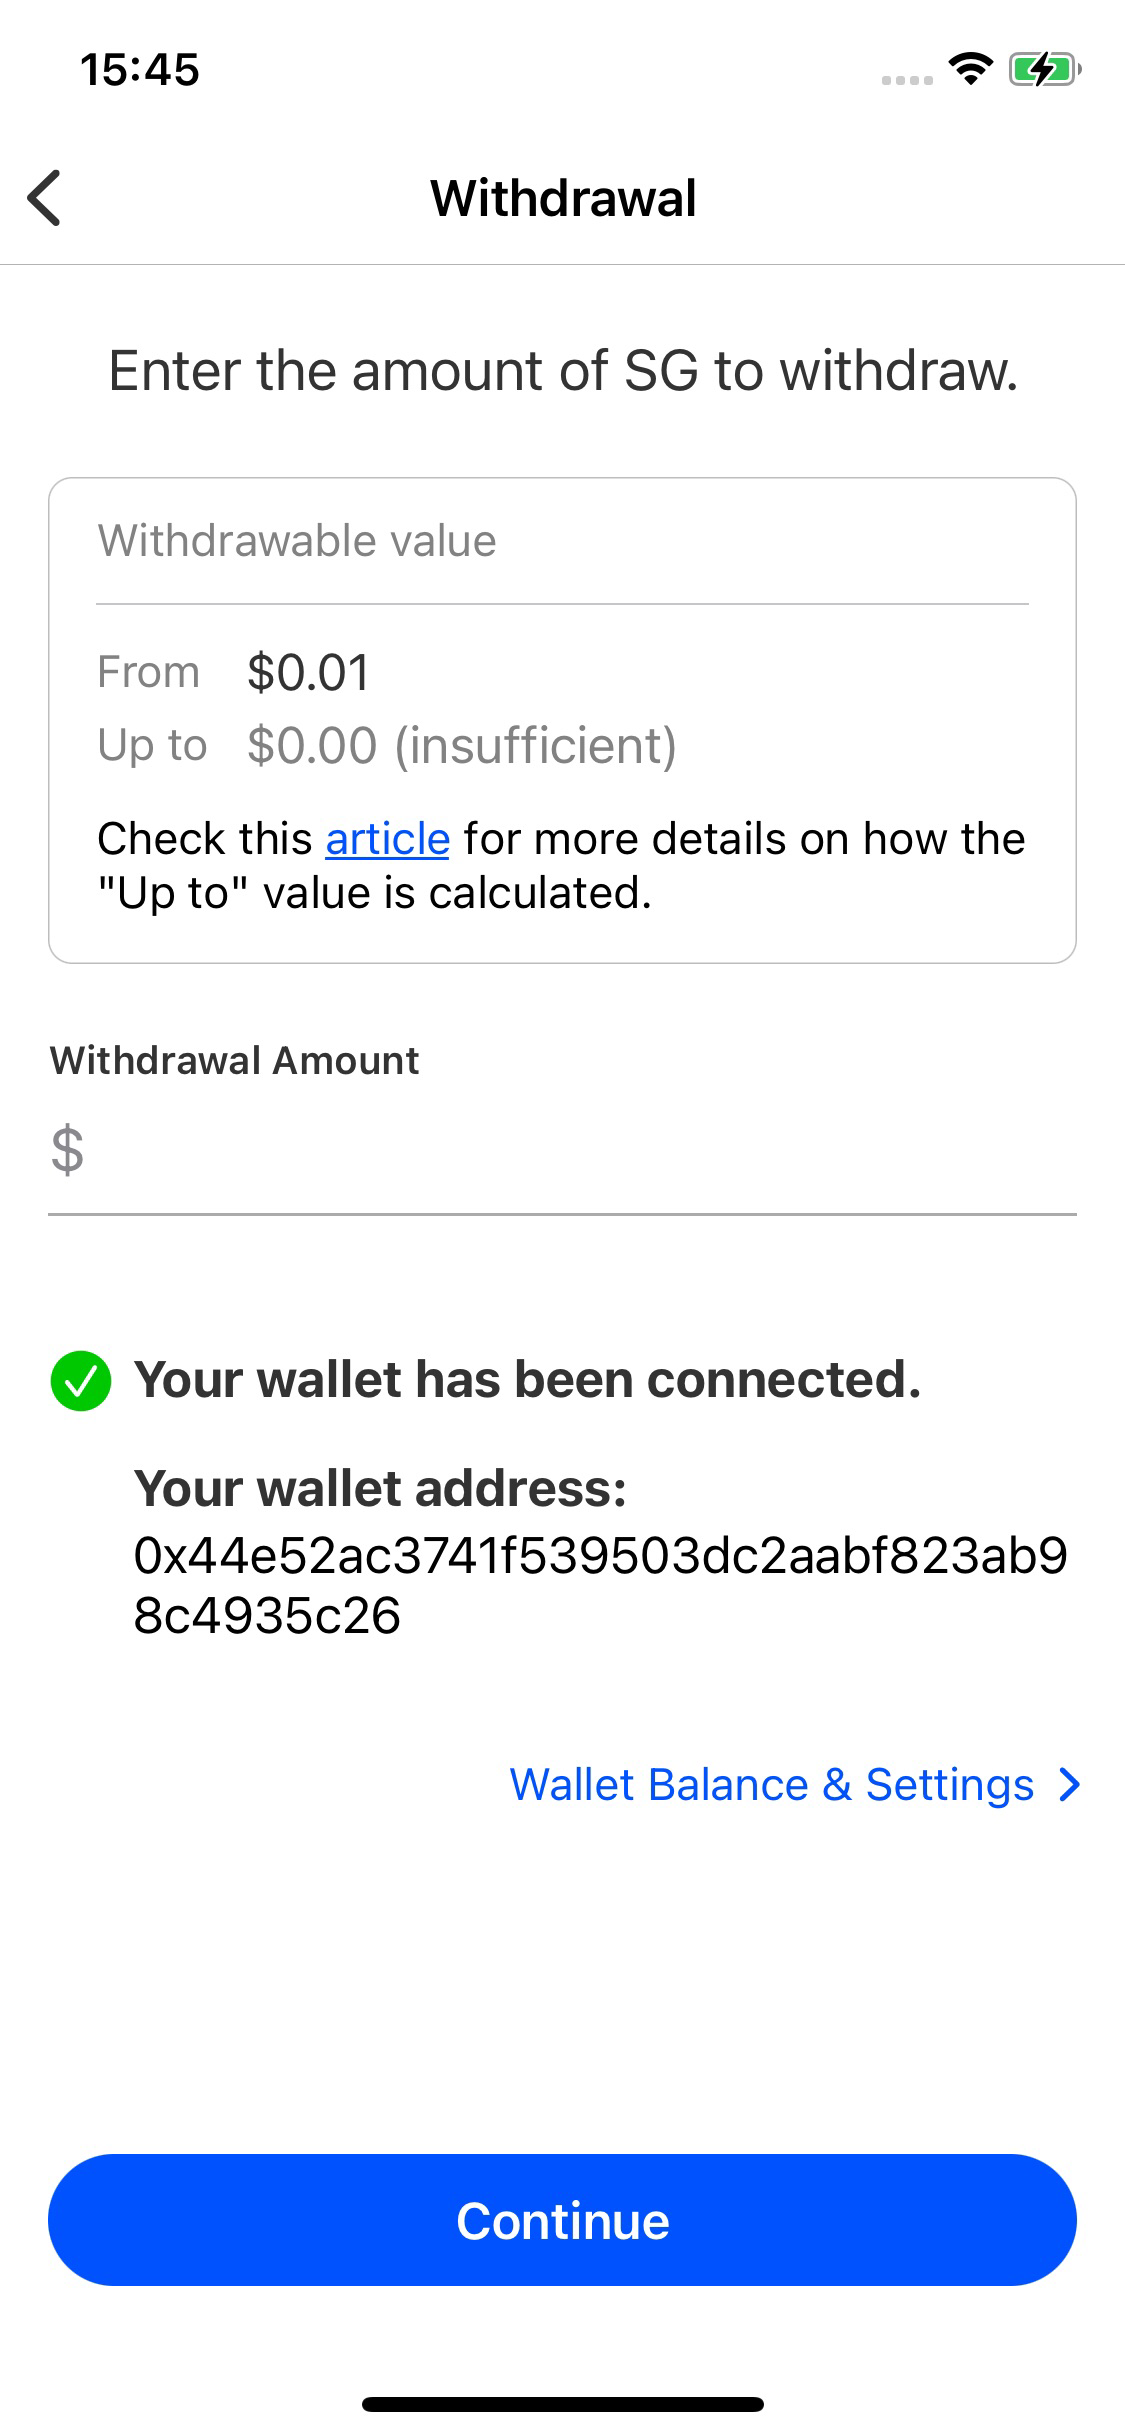 15:45
Withdrawal
Enter the amount of SG to withdraw.
Withdrawable value
From $0.01
Up to $0.00 (insufficient)
Check this article for more details on how the
"Up to" value is calculated.
Withdrawal Amount
$
Your wallet has been connected.
Your wallet address:
0x44e52ac3741f539503dc2aabf823ab9
8c4935c26
Wallet Balance & Settings
Continue